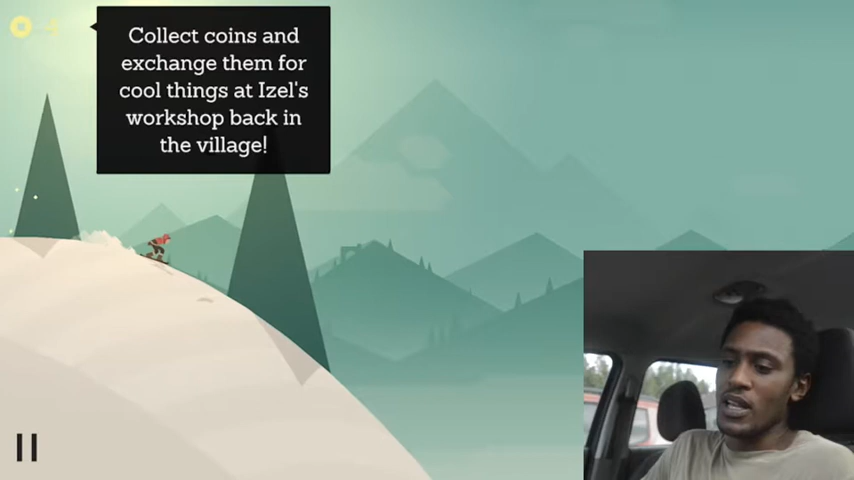 Collect coins and
exchange them for
cool things at Izel's
workshop back in
the village!